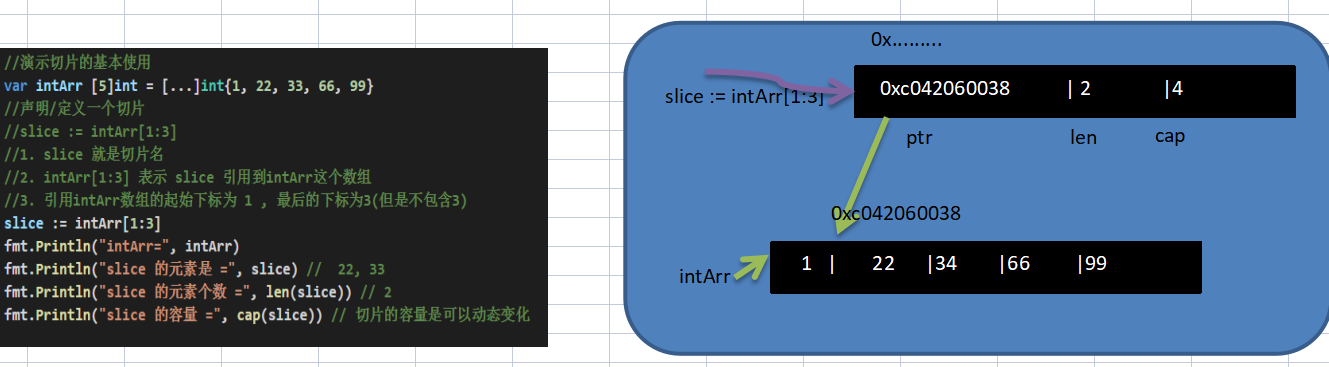 //演示切片的基本使用
var intArr [5]int = [...]int{1, 22, 33, 66, 99}
//声明/定义一个切片
//slice := intArr[1:3]
//1. slice 就是切片名
//2. intArr[1:3] 表示 slice 引用到intArr这个数组
//3. 引用intArr数组的起始下标为 1 , 最后的下标为3(但是不包含3)
slice := intArr[1:3]
fmt.Println("intArr=", intArr)
fmt.Println("slice 的元素是 =", slice) //  22, 33
fmt.Println("slice 的元素个数 =", len(slice)) // 2
fmt.Println("slice 的容量 =", cap(slice)) // 切片的容量是可以动态变化
0x.........
slice := intArr[1:3]
0xc042060038 | 2 |4
ptr len cap
0xc042060038
intArr
1 | 22 |34 |66 |99